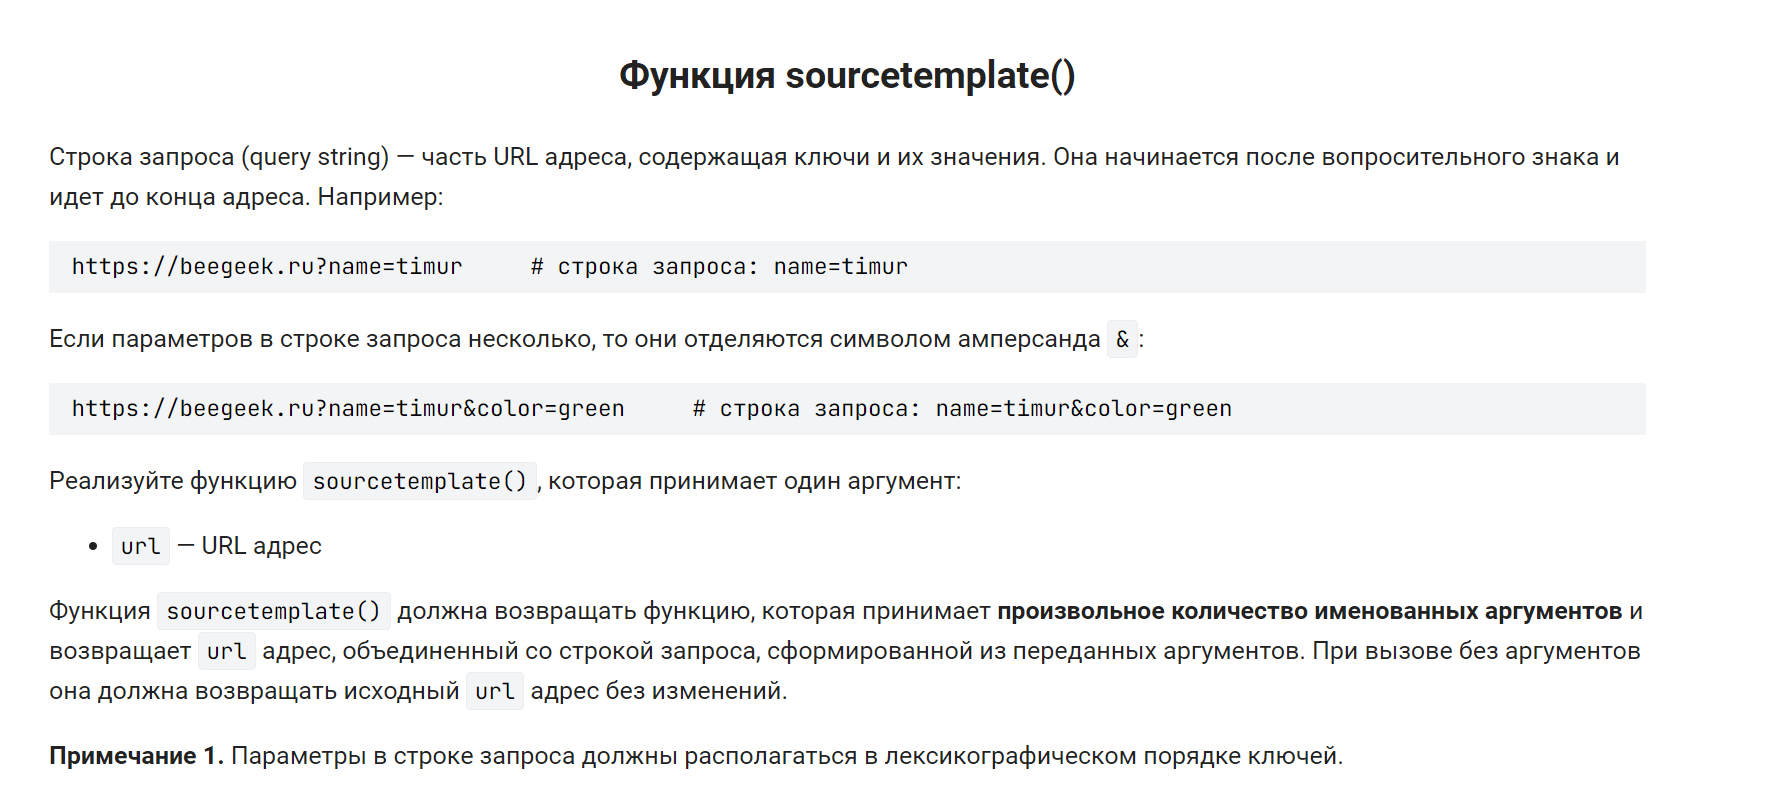 Функция sourcetemplate()
Строка запроса (query string) — часть URL адреса, содержащая ключи и их значения. Она начинается после вопросительного знака и
идет до конца адреса. Например:
https://beegeek.ru?name=timur     # строка запроса: name=timur
Если параметров в строке запроса несколько, то они отделяются символом амперсанда &:
https://beegeek.ru?name=timur&color=green     # строка запроса: name=timur&color=green
Реализуйте функцию sourcetemplate(), которая принимает один аргумент:
• url — URL адрес
Функция sourcetemplate() должна возвращать функцию, которая принимает произвольное количество именованных аргументов и
возвращает url адрес, объединенный со строкой запроса, сформированной из переданных аргументов. При вызове без аргументов
она должна возвращать исходный url адрес без изменений.
Примечание 1. Параметры в строке запроса должны располагаться в лексикографическом порядке ключей.